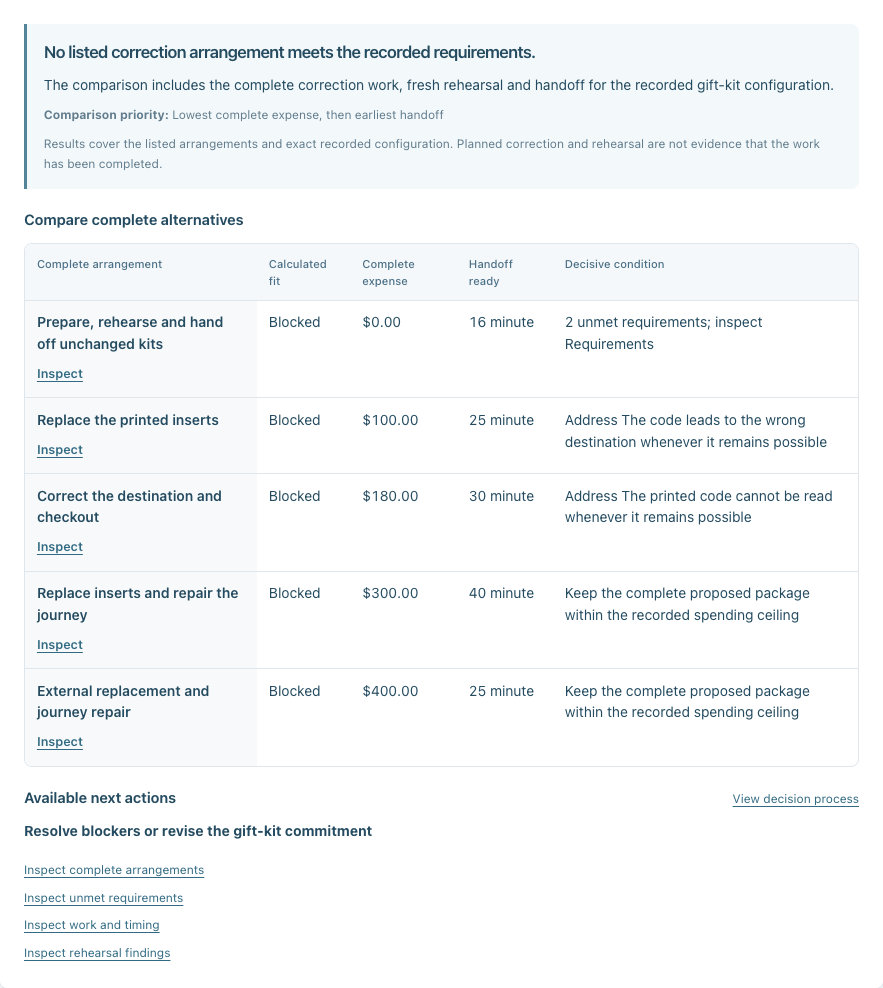 No listed correction arrangement meets the recorded requirements.
The comparison includes the complete correction work, fresh rehearsal and handoff for the recorded gift-kit configuration.
Comparison priority: Lowest complete expense, then earliest handoff
Results cover the listed arrangements and exact recorded configuration. Planned correction and rehearsal are not evidence that the work
has been completed.
Compare complete alternatives
Complete arrangement
Calculated
fit
Complete
expense
Handoff
ready
Decisive condition
Prepare, rehearse and hand
off unchanged kits
Inspect
Blocked
$0.00
16 minute
2 unmet requirements; inspect
Requirements
Replace the printed inserts
Inspect
Blocked
$100.00
25 minute
Address The code leads to the wrong
destination whenever it remains possible
Correct the destination and
checkout
Inspect
Blocked
$180.00
30 minute
Address The printed code cannot be read
whenever it remains possible
Replace inserts and repair the
journey
Inspect
Blocked
$300.00
40 minute
Keep the complete proposed package
within the recorded spending ceiling
External replacement and
journey repair
Inspect
Blocked
$400.00
25 minute
Keep the complete proposed package
within the recorded spending ceiling
Available next actions
View decision process
Resolve blockers or revise the gift-kit commitment
Inspect complete arrangements
Inspect unmet requirements
Inspect work and timing
Inspect rehearsal findings